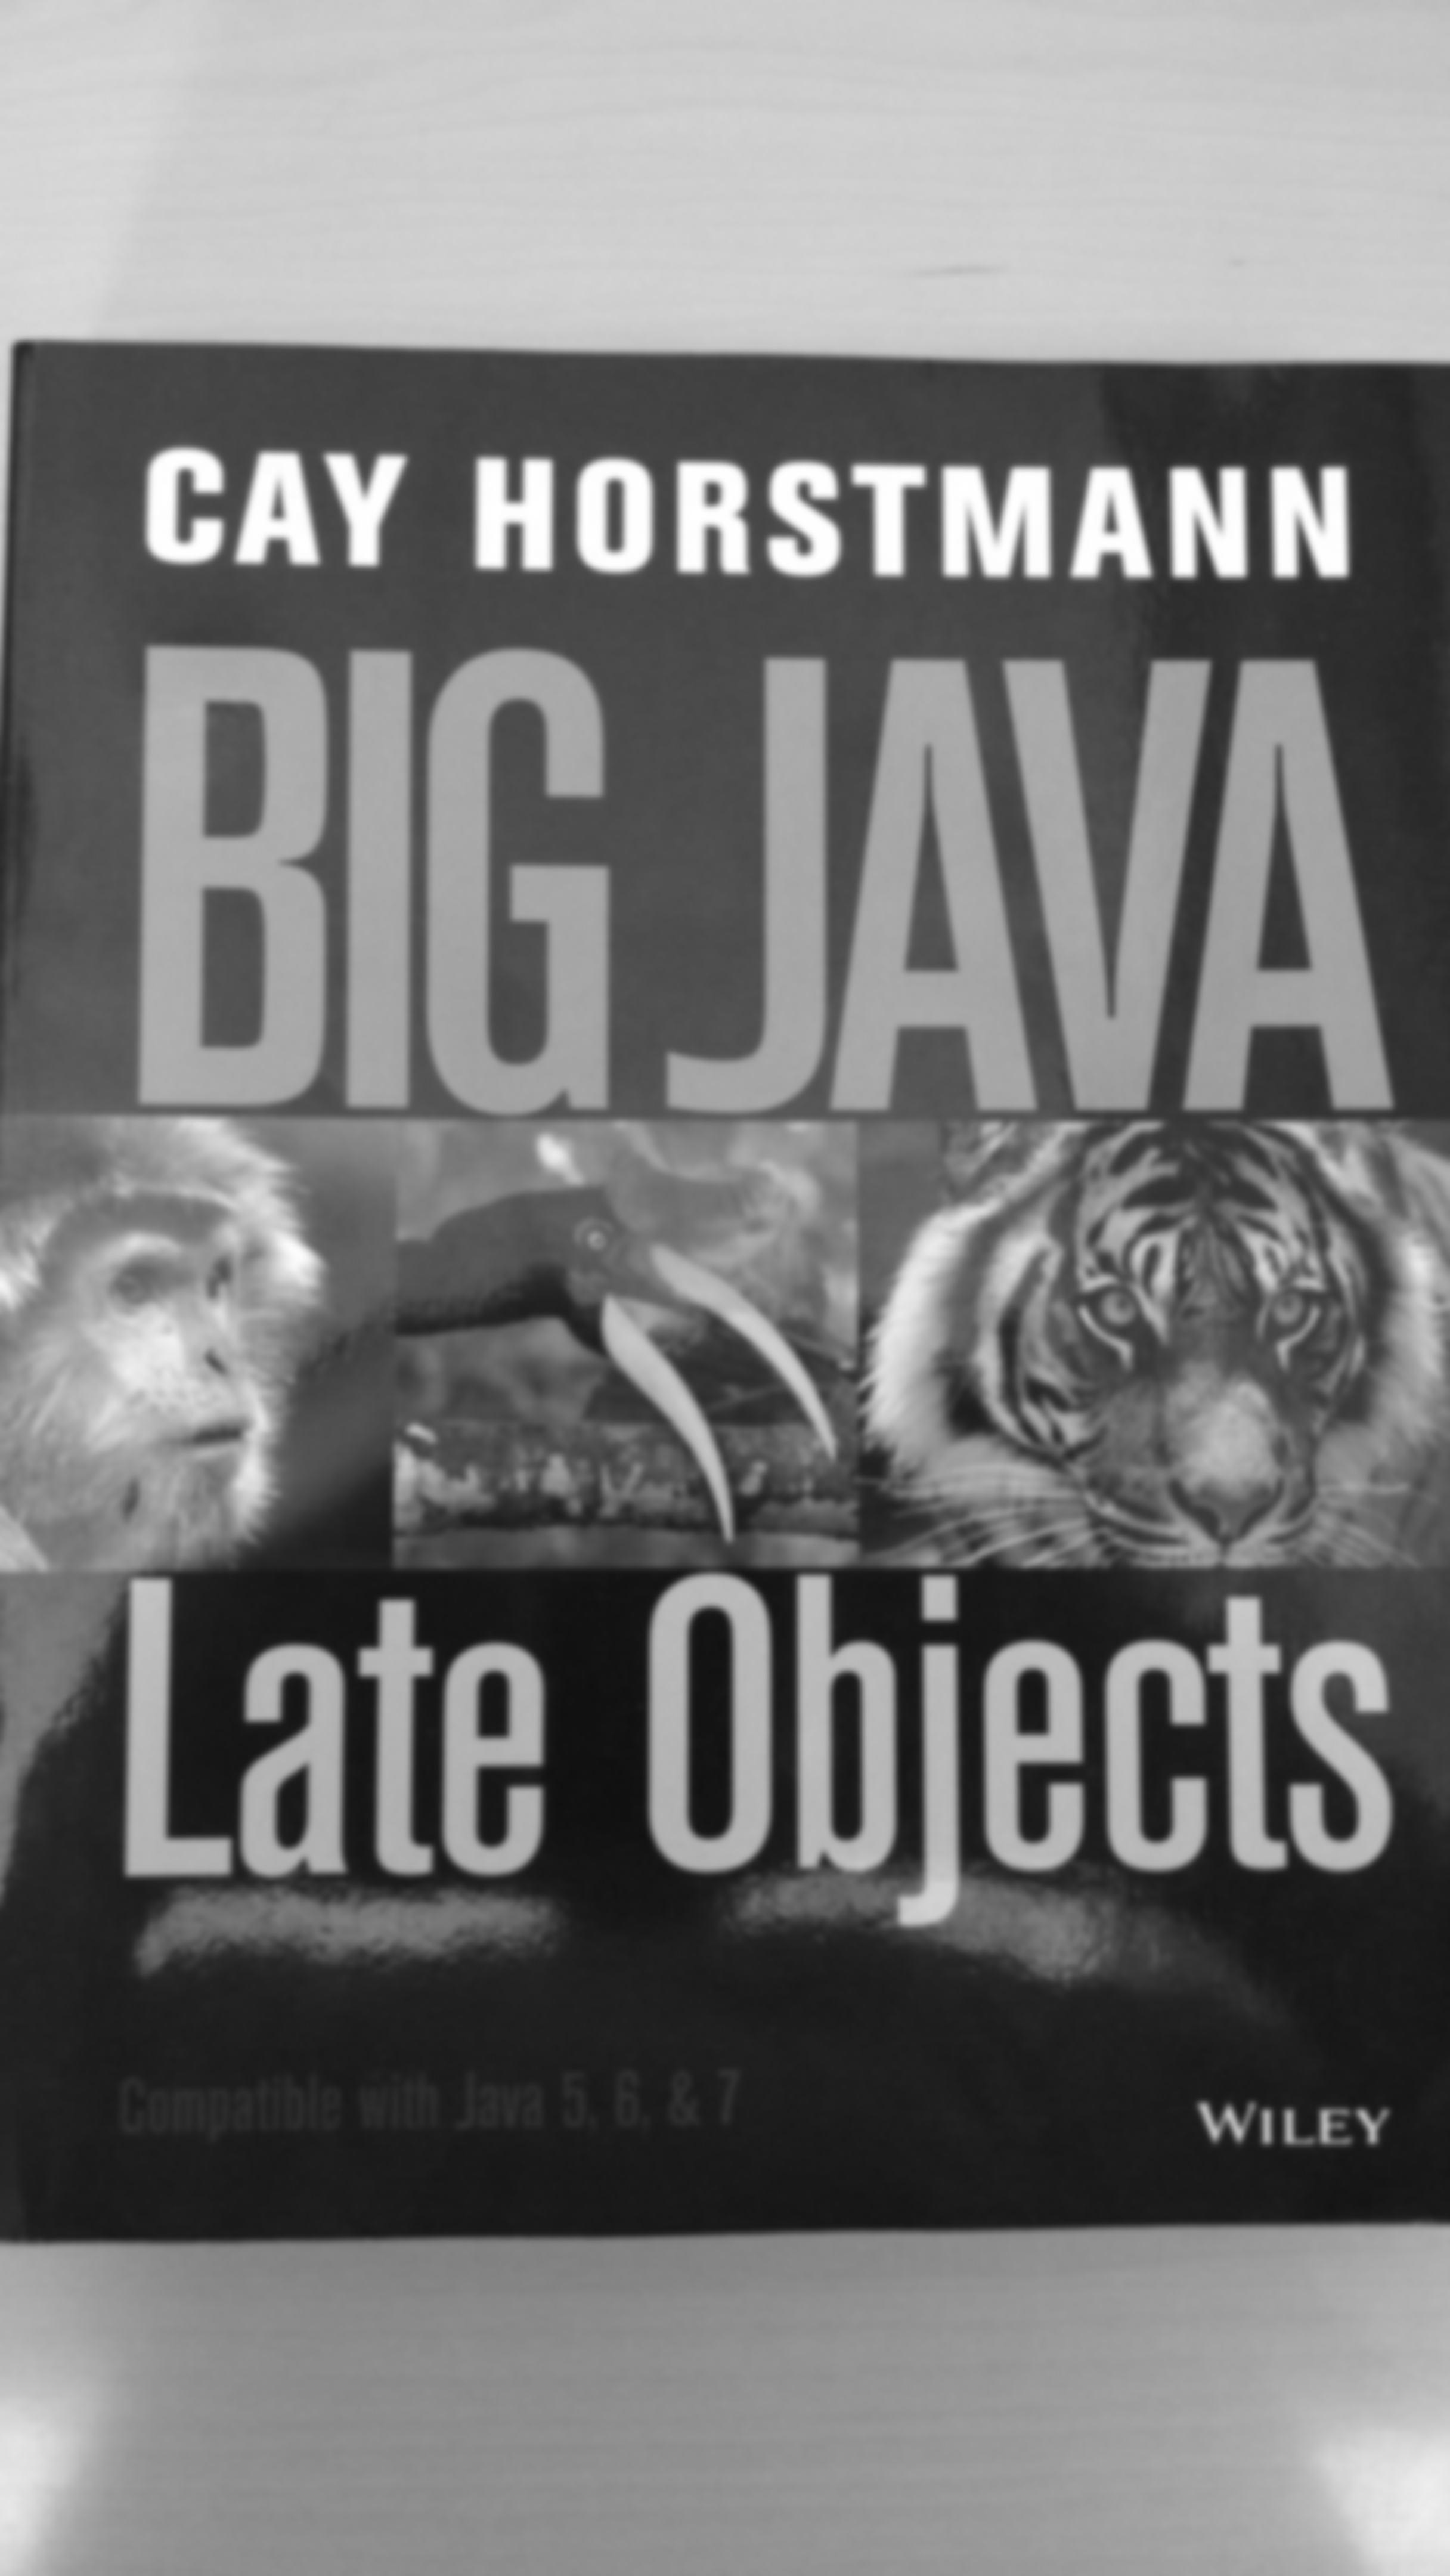 CAY HORSTMANN
BIG JAVA
Late Objects
Compatible with Java 5, 6, & 7
WILEY